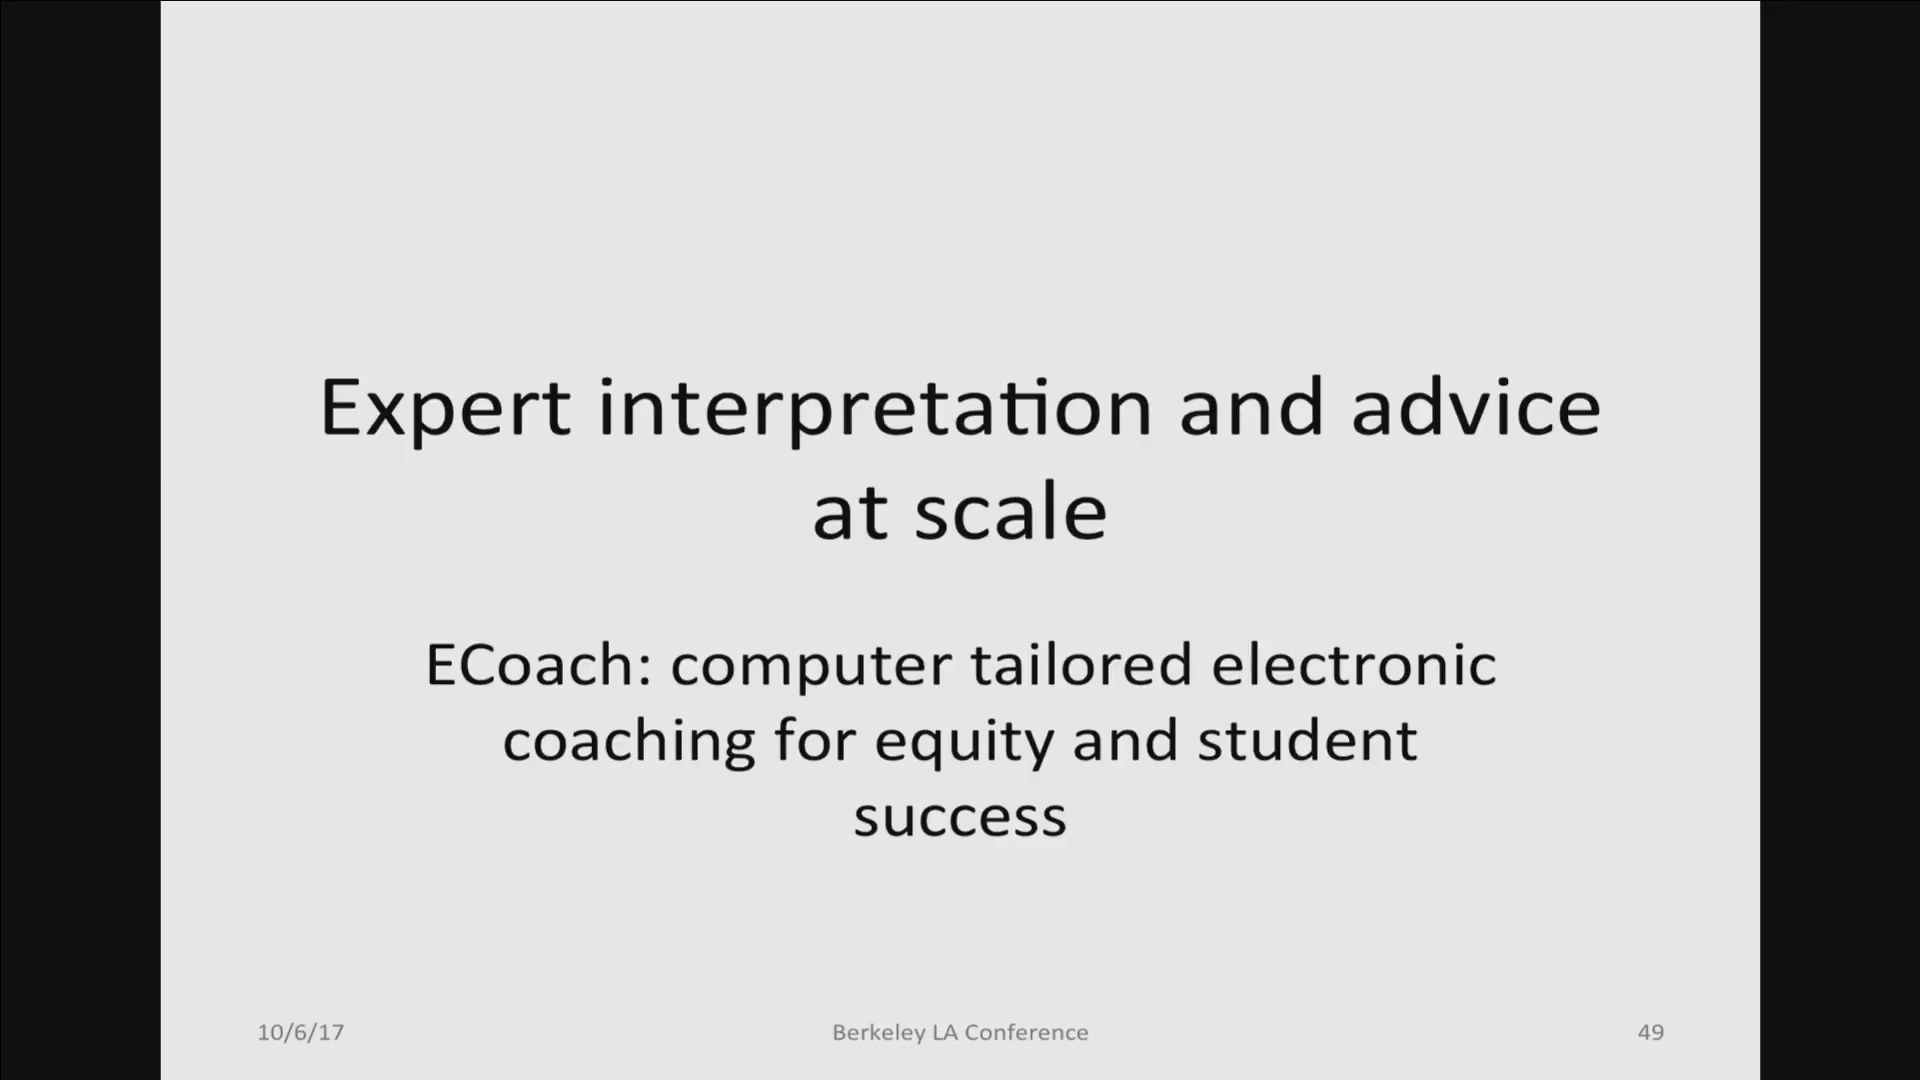 Expert interpretation and advice
at scale
ECoach: computer tailored electronic
coaching for equity and student
success
10/6/17
Berkeley LA Conference
49